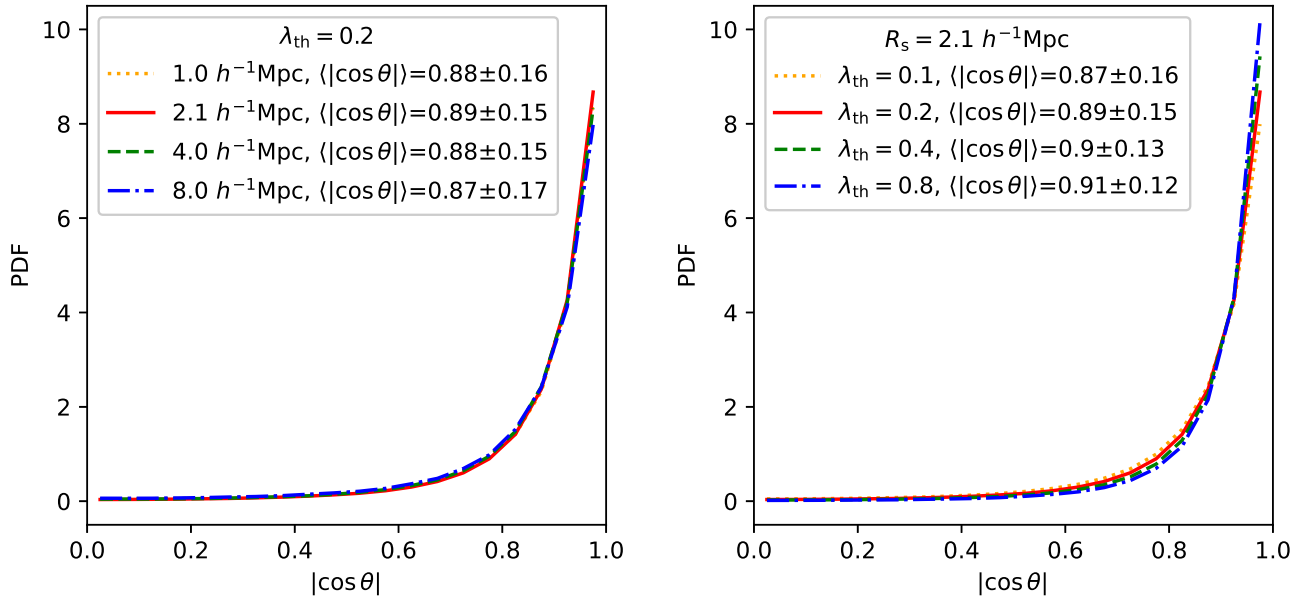 10
8
6
4
2
0
PDF
λth = 0.2
1.0 h⁻¹Mpc, ⟨|cos θ|⟩=0.88±0.16
2.1 h⁻¹Mpc, ⟨|cos θ|⟩=0.89±0.15
4.0 h⁻¹Mpc, ⟨|cos θ|⟩=0.88±0.15
8.0 h⁻¹Mpc, ⟨|cos θ|⟩=0.87±0.17
0.0 0.2 0.4 0.6 0.8 1.0
|cos θ|
10
8
6
4
2
0
PDF
Rs = 2.1 h⁻¹Mpc
λth = 0.1, ⟨|cos θ|⟩=0.87±0.16
λth = 0.2, ⟨|cos θ|⟩=0.89±0.15
λth = 0.4, ⟨|cos θ|⟩=0.9±0.13
λth = 0.8, ⟨|cos θ|⟩=0.91±0.12
0.0 0.2 0.4 0.6 0.8 1.0
|cos θ|